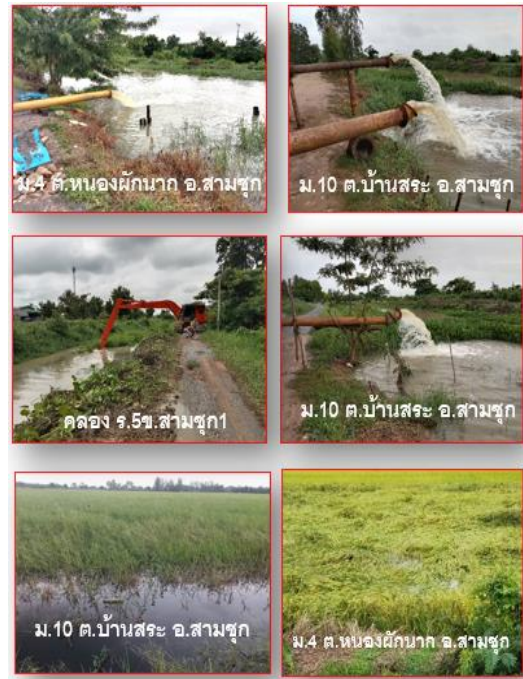 ม.4 ต.หนองผักนาก อ.สามชุก
ม.10 ต.บ้านสระ อ.สามชุก
คลอง ร.5ข.สามชุก1
ม.10 ต.บ้านสระ อ.สามชุก
ม.10 ต.บ้านสระ อ.สามชุก
ม.4 ต.หนองผักนาก อ.สามชุก